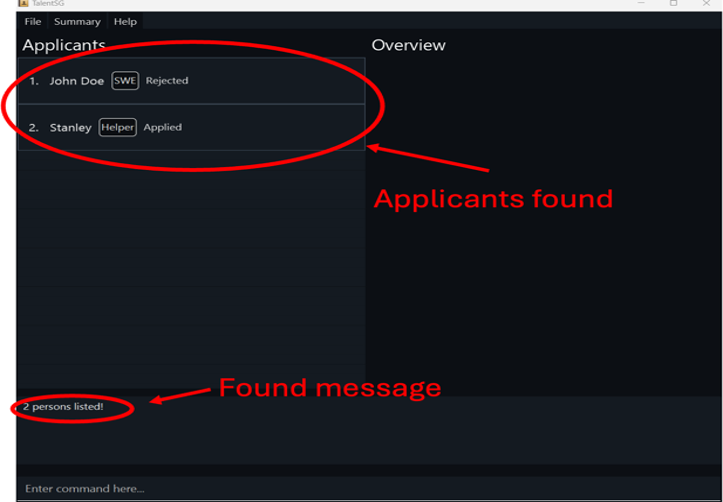 TalentSG
File Summary Help
Applicants
Overview
1. John Doe SWE Rejected
2. Stanley Helper Applied
Applicants found
Found message
2 persons listed!
Enter command here...